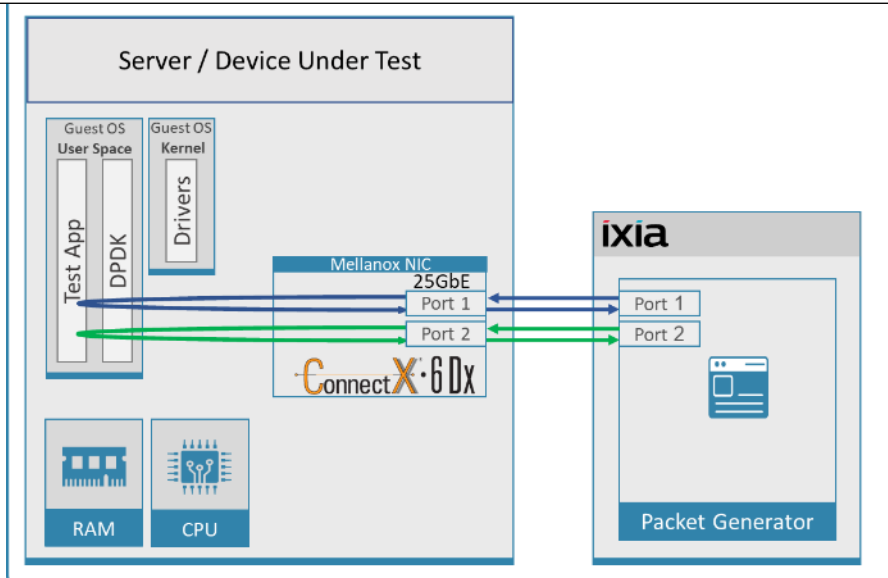 Server / Device Under Test
Guest OS
User Space
Test App
DPDK
Guest OS
Kernel
Drivers
Mellanox NIC
25GbE
Port 1
Port 2
ConnectX·6 Dx
RAM
CPU
ixia
Port 1
Port 2
Packet Generator